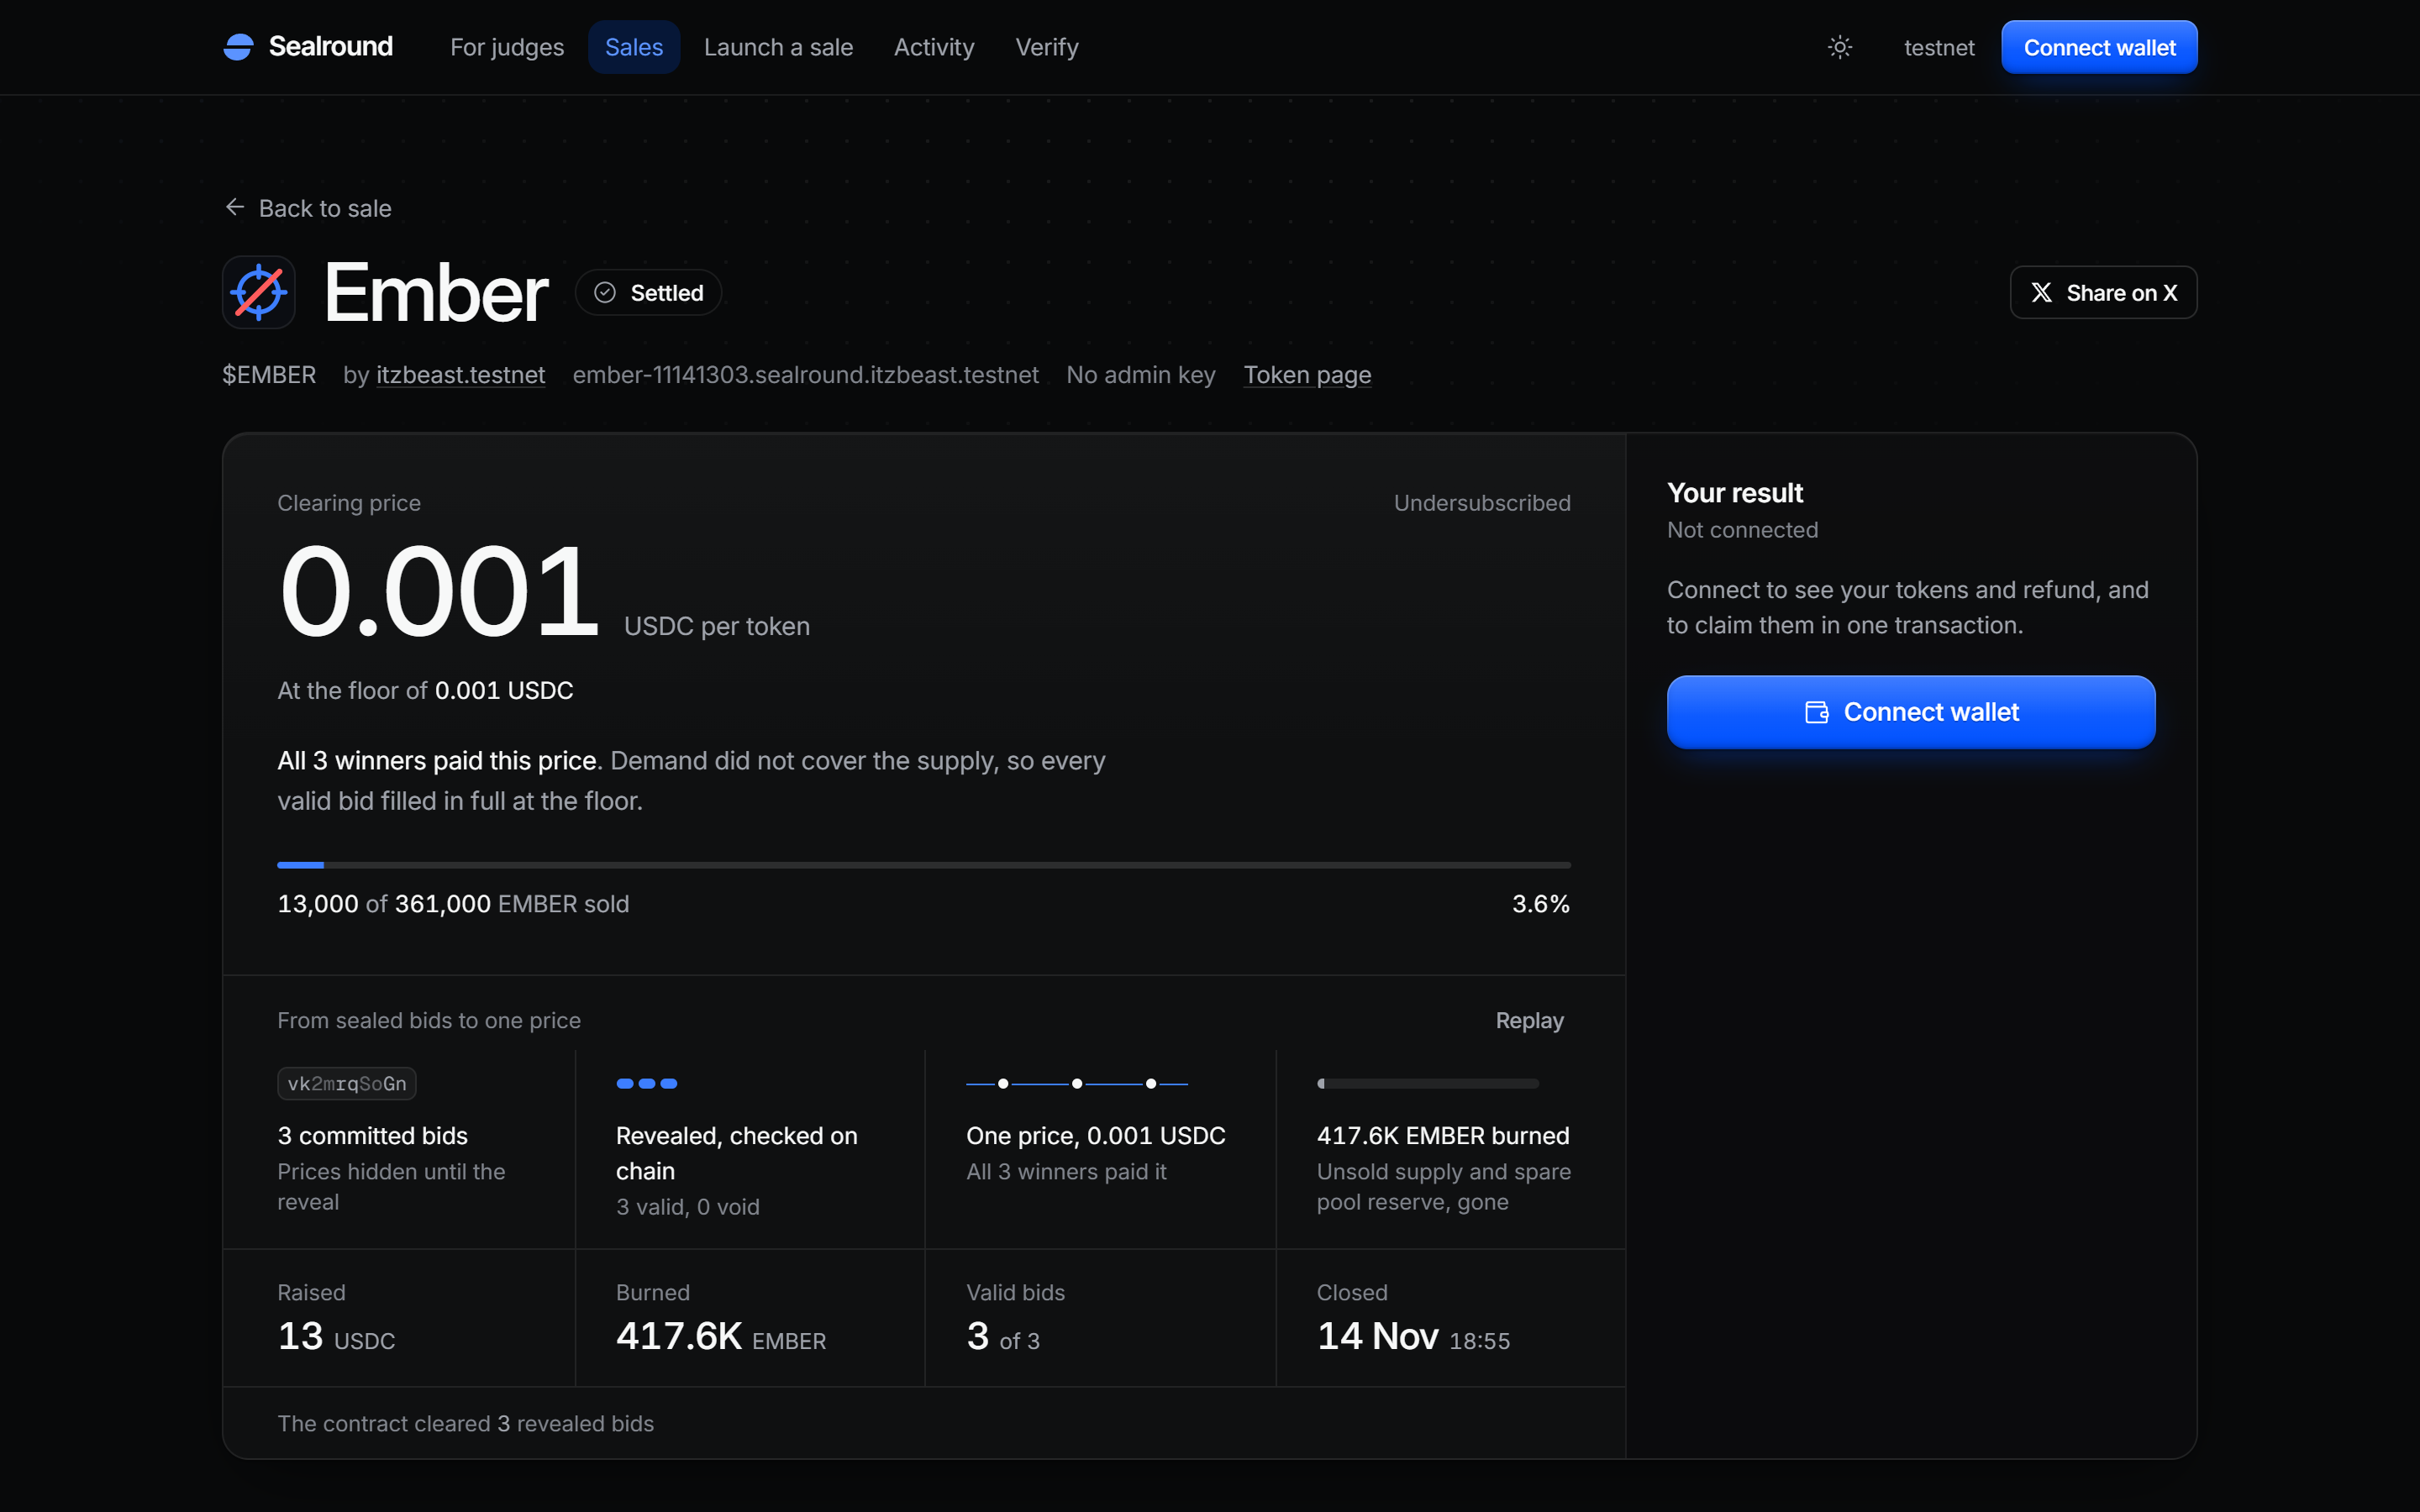 Sealround
For judges
Sales
Launch a sale
Activity
Verify
testnet
Connect wallet
Back to sale
Ember
Settled
Share on X
$EMBER by itzbeast.testnet ember-11141303.sealround.itzbeast.testnet No admin key Token page
Clearing price
Undersubscribed
0.001 USDC per token
At the floor of 0.001 USDC
All 3 winners paid this price. Demand did not cover the supply, so every
valid bid filled in full at the floor.
13,000 of 361,000 EMBER sold
3.6%
From sealed bids to one price
Replay
vk2mrqSoGn
3 committed bids
Prices hidden until the
reveal
Revealed, checked on
chain
3 valid, 0 void
One price, 0.001 USDC
All 3 winners paid it
417.6K EMBER burned
Unsold supply and spare
pool reserve, gone
Raised
13 USDC
Burned
417.6K EMBER
Valid bids
3 of 3
Closed
14 Nov 18:55
The contract cleared 3 revealed bids
Your result
Not connected
Connect to see your tokens and refund, and
to claim them in one transaction.
Connect wallet